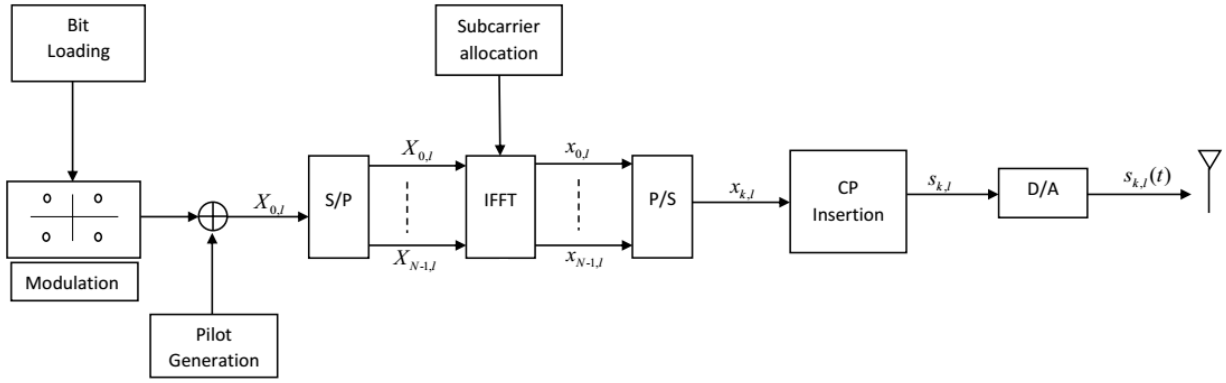 Bit
Loading
Subcarrier
allocation
Modulation
Pilot
Generation
X0,l
S/P
X0,l
XN-1,l
IFFT
x0,l
xN-1,l
P/S
xk,l
CP
Insertion
sk,l
D/A
sk,l(t)